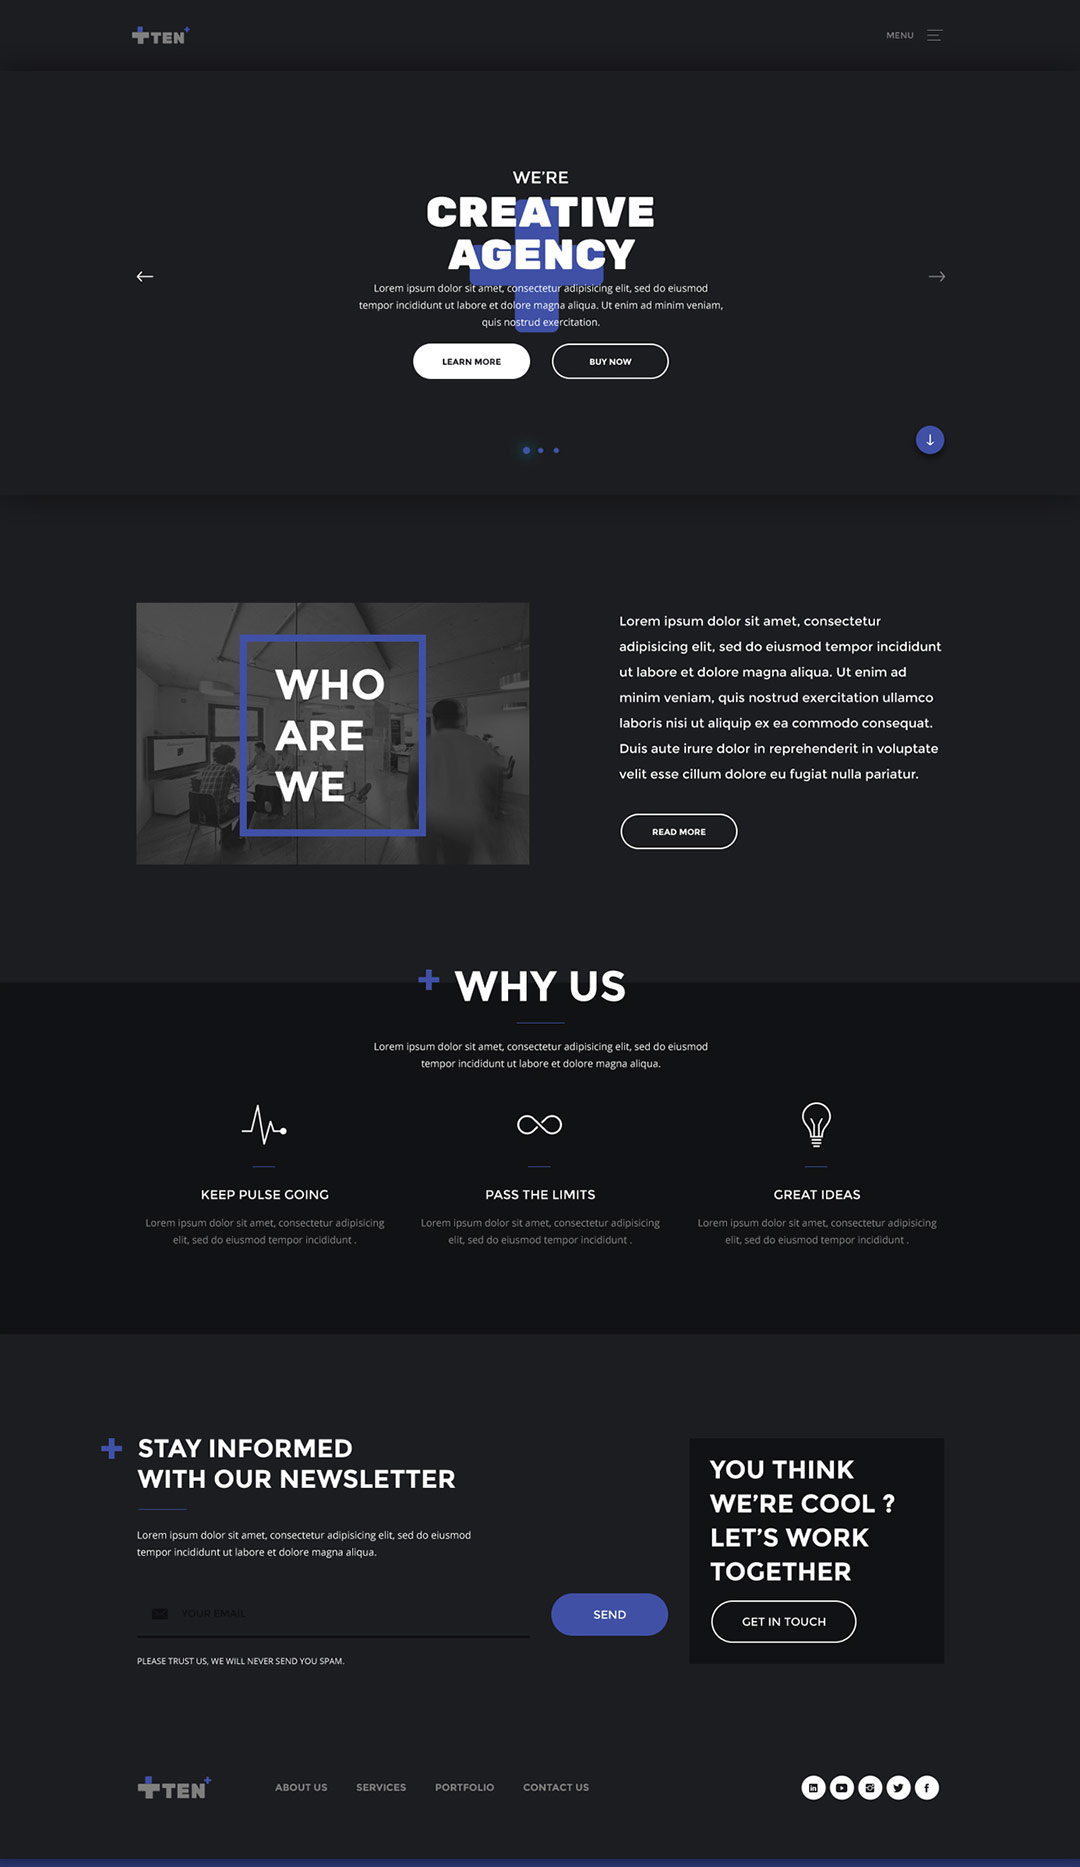 TEN
MENU
WE'RE
CREATIVE
AGENCY
Lorem ipsum dolor sit amet, consectetur adipisicing elit, sed do eiusmod
tempor incididunt ut labore et dolore magna aliqua. Ut enim ad minim veniam,
quis nostrud exercitation.
LEARN MORE
BUY NOW
WHO
ARE
WE
Lorem ipsum dolor sit amet, consectetur
adipisicing elit, sed do eiusmod tempor incididunt
ut labore et dolore magna aliqua. Ut enim ad
minim veniam, quis nostrud exercitation ullamco
laboris nisi ut aliquip ex ea commodo consequat.
Duis aute irure dolor in reprehenderit in voluptate
velit esse cillum dolore eu fugiat nulla pariatur.
READ MORE
WHY US
Lorem ipsum dolor sit amet, consectetur adipisicing elit, sed do eiusmod
tempor incididunt ut labore et dolore magna aliqua.
KEEP PULSE GOING
Lorem ipsum dolor sit amet, consectetur adipisicing
elit, sed do eiusmod tempor incididunt .
PASS THE LIMITS
Lorem ipsum dolor sit amet, consectetur adipisicing
elit, sed do eiusmod tempor incididunt .
GREAT IDEAS
Lorem ipsum dolor sit amet, consectetur adipisicing
elit, sed do eiusmod tempor incididunt .
STAY INFORMED
WITH OUR NEWSLETTER
Lorem ipsum dolor sit amet, consectetur adipisicing elit, sed do eiusmod
tempor incididunt ut labore et dolore magna aliqua.
YOUR EMAIL
SEND
PLEASE TRUST US, WE WILL NEVER SEND YOU SPAM.
YOU THINK
WE'RE COOL ?
LET'S WORK
TOGETHER
GET IN TOUCH
TEN
ABOUT US
SERVICES
PORTFOLIO
CONTACT US